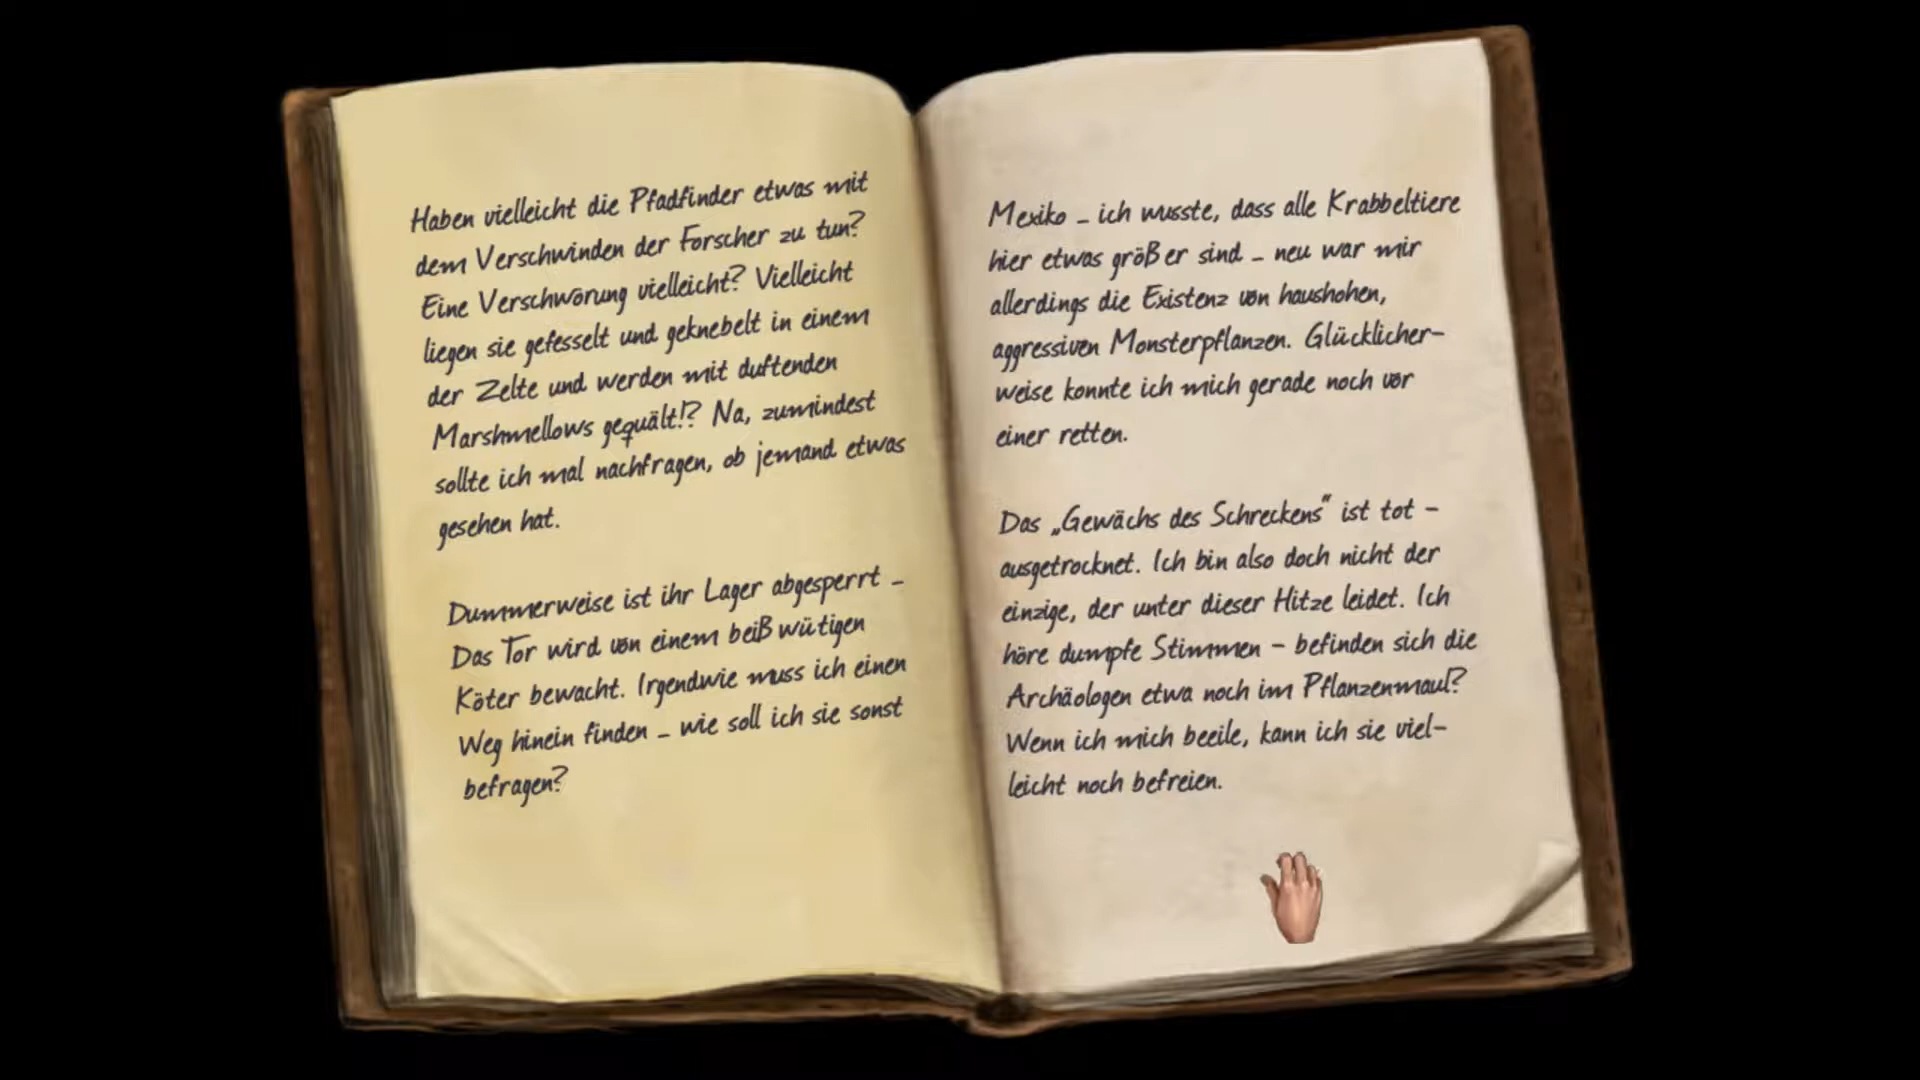 Haben vielleicht die Pfadfinder etwas mit
dem Verschwinden der Forscher zu tun?
Eine Verschwörung vielleicht? Vielleicht
liegen sie gefesselt und geknebelt in einem
der Zelte und werden mit duftenden
Marshmellows gequält!? Na, zumindest
sollte ich mal nachfragen, ob jemand etwas
gesehen hat.
Dummerweise ist ihr Lager abgesperrt –
Das Tor wird von einem beißwütigen
Köter bewacht. Irgendwie muss ich einen
Weg hinein finden – wie soll ich sie sonst
befragen?
Mexiko – ich wusste, dass alle Krabbeltiere
hier etwas größer sind – neu war mir
allerdings die Existenz von haushohen,
aggressiven Monsterpflanzen. Glücklicher-
weise konnte ich mich gerade noch vor
einer retten.
Das „Gewächs des Schreckens“ ist tot –
ausgetrocknet. Ich bin also doch nicht der
einzige, der unter dieser Hitze leidet. Ich
höre dumpfe Stimmen – befinden sich die
Archäologen etwa noch im Pflanzenmaul?
Wenn ich mich beeile, kann ich sie viel-
leicht noch befreien.